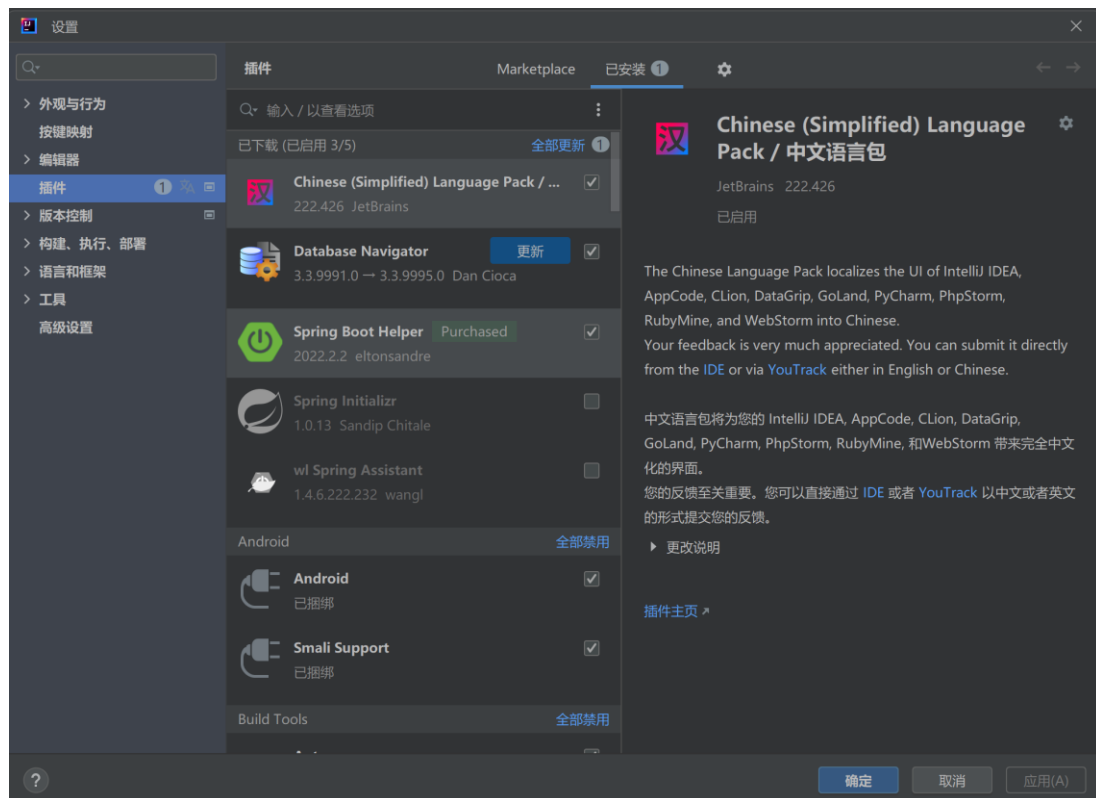 设置
插件
Marketplace
已安装 1
外观与行为
按键映射
编辑器
插件 1
版本控制
构建、执行、部署
语言和框架
工具
高级设置
输入 / 以查看选项
已下载 (已启用 3/5) 全部更新 1
汉
Chinese (Simplified) Language Pack / ...
222.426 JetBrains
Database Navigator 更新
3.3.9991.0 → 3.3.9995.0 Dan Cioca
Spring Boot Helper Purchased
2022.2.2 eltonsandre
Spring Initializr
1.0.13 Sandip Chitale
wl Spring Assistant
1.4.6.222.232 wangl
Android 全部禁用
Android
已捆绑
Smali Support
已捆绑
Build Tools 全部禁用
汉
Chinese (Simplified) Language
Pack / 中文语言包
JetBrains 222.426
已启用
The Chinese Language Pack localizes the UI of IntelliJ IDEA,
AppCode, CLion, DataGrip, GoLand, PyCharm, PhpStorm,
RubyMine, and WebStorm into Chinese.
Your feedback is very much appreciated. You can submit it directly
from the IDE or via YouTrack either in English or Chinese.
中文语言包将为您的 IntelliJ IDEA, AppCode, CLion, DataGrip,
GoLand, PyCharm, PhpStorm, RubyMine, 和WebStorm 带来完全中文
化的界面。
您的反馈至关重要。您可以直接通过 IDE 或者 YouTrack 以中文或者英文
的形式提交您的反馈。
更改说明
插件主页
?
确定
取消
应用(A)